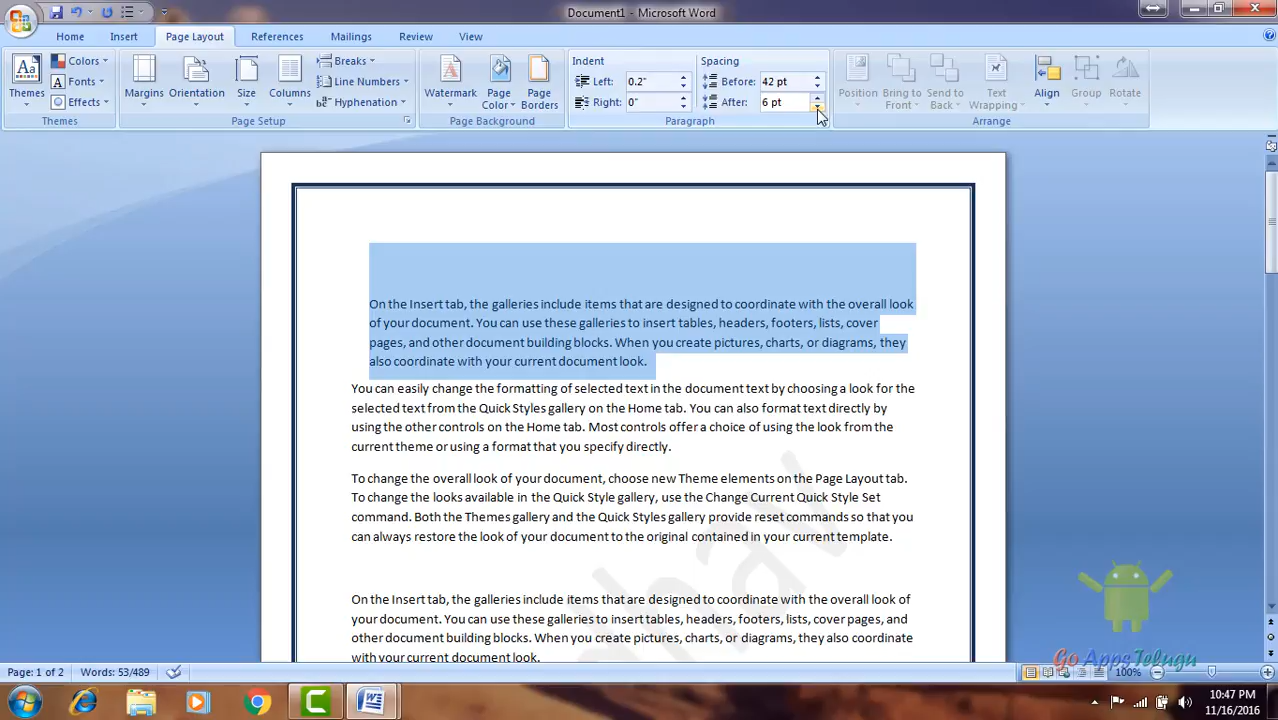 Document1 - Microsoft Word
Home Insert Page Layout References Mailings Review View
Themes
Colors
Fonts
Effects
Themes
Margins
Orientation
Size
Columns
Breaks
Line Numbers
Hyphenation
Page Setup
Watermark
Page Color
Page Borders
Page Background
Indent
Left: 0.2"
Right: 0"
Spacing
Before: 42 pt
After: 6 pt
Paragraph
Position
Bring to Front
Send to Back
Text Wrapping
Align
Group
Rotate
Arrange
On the Insert tab, the galleries include items that are designed to coordinate with the overall look
of your document. You can use these galleries to insert tables, headers, footers, lists, cover
pages, and other document building blocks. When you create pictures, charts, or diagrams, they
also coordinate with your current document look.
You can easily change the formatting of selected text in the document text by choosing a look for the
selected text from the Quick Styles gallery on the Home tab. You can also format text directly by
using the other controls on the Home tab. Most controls offer a choice of using the look from the
current theme or using a format that you specify directly.
To change the overall look of your document, choose new Theme elements on the Page Layout tab.
To change the looks available in the Quick Style gallery, use the Change Current Quick Style Set
command. Both the Themes gallery and the Quick Styles gallery provide reset commands so that you
can always restore the look of your document to the original contained in your current template.
On the Insert tab, the galleries include items that are designed to coordinate with the overall look of
your document. You can use these galleries to insert tables, headers, footers, lists, cover pages, and
other document building blocks. When you create pictures, charts, or diagrams, they also coordinate
with your current document look.
Go Apps Telugu
Page: 1 of 2 Words: 53/489
100%
10:47 PM
11/16/2016